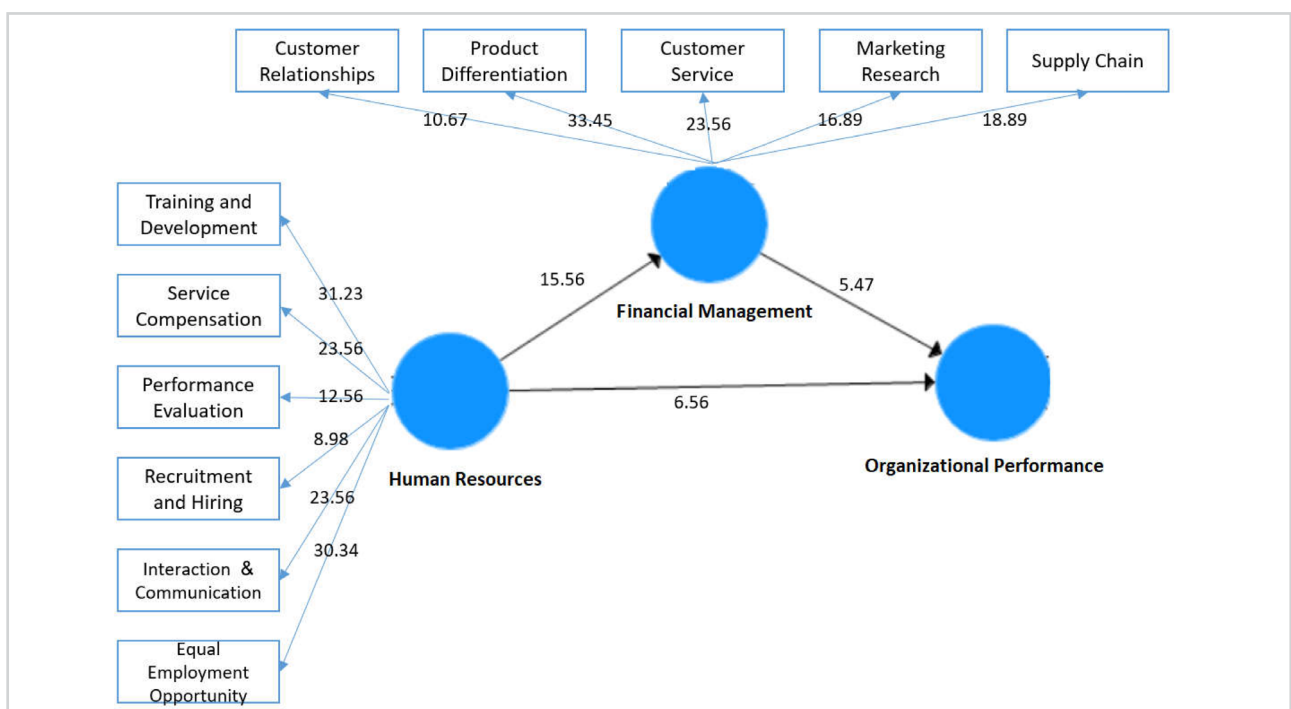 Customer
Relationships
Product
Differentiation
Customer
Service
Marketing
Research
Supply Chain
10.67
33.45
23.56
16.89
18.89
Training and
Development
Service
Compensation
Performance
Evaluation
Recruitment
and Hiring
Interaction &
Communication
Equal
Employment
Opportunity
31.23
23.56
12.56
8.98
23.56
30.34
15.56
5.47
6.56
Financial Management
Human Resources
Organizational Performance